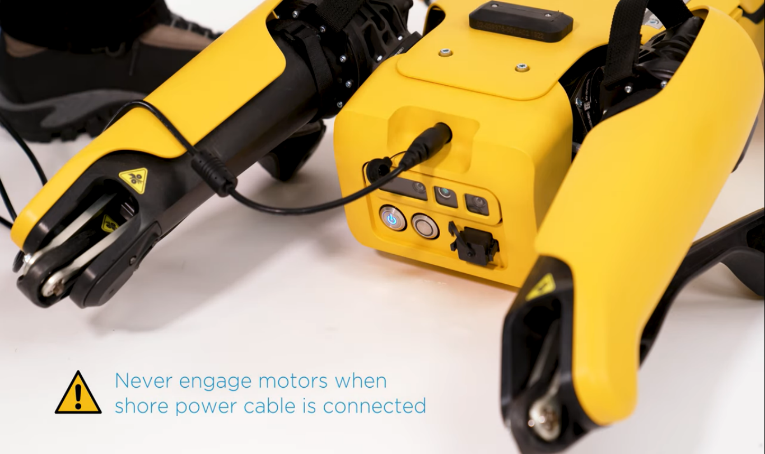 Never engage motors when
shore power cable is connected